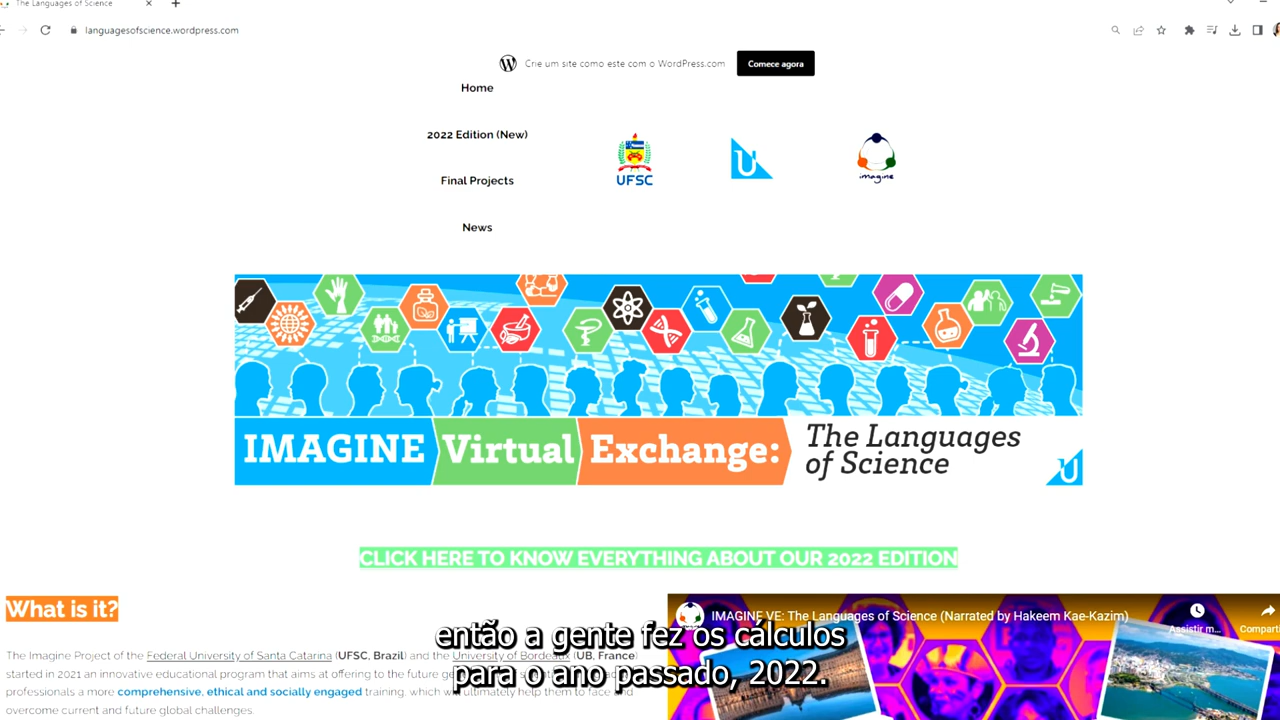 The Languages of Science
languagesofscience.wordpress.com
Crie um site como este com o WordPress.com
Comece agora
Home
2022 Edition (New)
Final Projects
News
UFSC
U
imagine
IMAGINE Virtual Exchange:
The Languages
of Science
U
CLICK HERE TO KNOW EVERYTHING ABOUT OUR 2022 EDITION
What is it?
The Imagine Project of the Federal University of Santa Catarina (UFSC, Brazil) and the University of Bordeaux (UB, France)
started in 2021 an innovative educational program that aims at offering to the future
professionals a more comprehensive, ethical and socially engaged training, which will ultimately help them to face and
overcome current and future global challenges.
IMAGINE VE: The Languages of Science (Narrated by Hakeem Kae-Kazim)
Assistir m...
Comparti
então a gente fez os cálculos
para o ano passado, 2022.